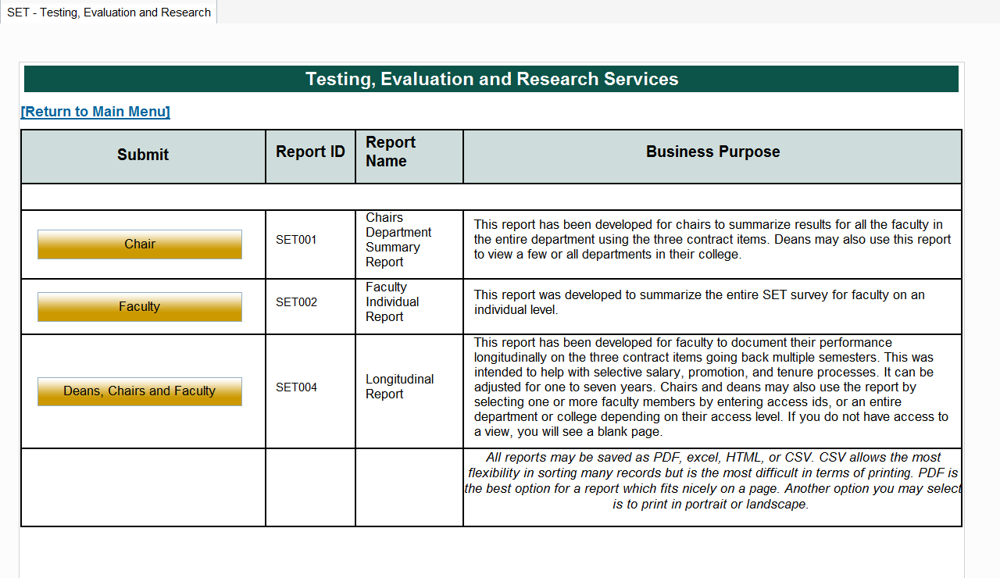 SET - Testing, Evaluation and Research
Testing, Evaluation and Research Services
[Return to Main Menu]
Submit
Report ID
Report
Name
Business Purpose
Chair
SET001
Chairs
Department
Summary
Report
This report has been developed for chairs to summarize results for all the faculty in
the entire department using the three contract items. Deans may also use this report
to view a few or all departments in their college.
Faculty
SET002
Faculty
Individual
Report
This report was developed to summarize the entire SET survey for faculty on an
individual level.
Deans, Chairs and Faculty
SET004
Longitudinal
Report
This report has been developed for faculty to document their performance
longitudinally on the three contract items going back multiple semesters. This was
intended to help with selective salary, promotion, and tenure processes. It can be
adjusted for one to seven years. Chairs and deans may also use the report by
selecting one or more faculty members by entering access ids, or an entire
department or college depending on their access level. If you do not have access to
a view, you will see a blank page.
All reports may be saved as PDF, excel, HTML, or CSV. CSV allows the most
flexibility in sorting many records but is the most difficult in terms of printing. PDF is
the best option for a report which fits nicely on a page. Another option you may select
is to print in portrait or landscape.